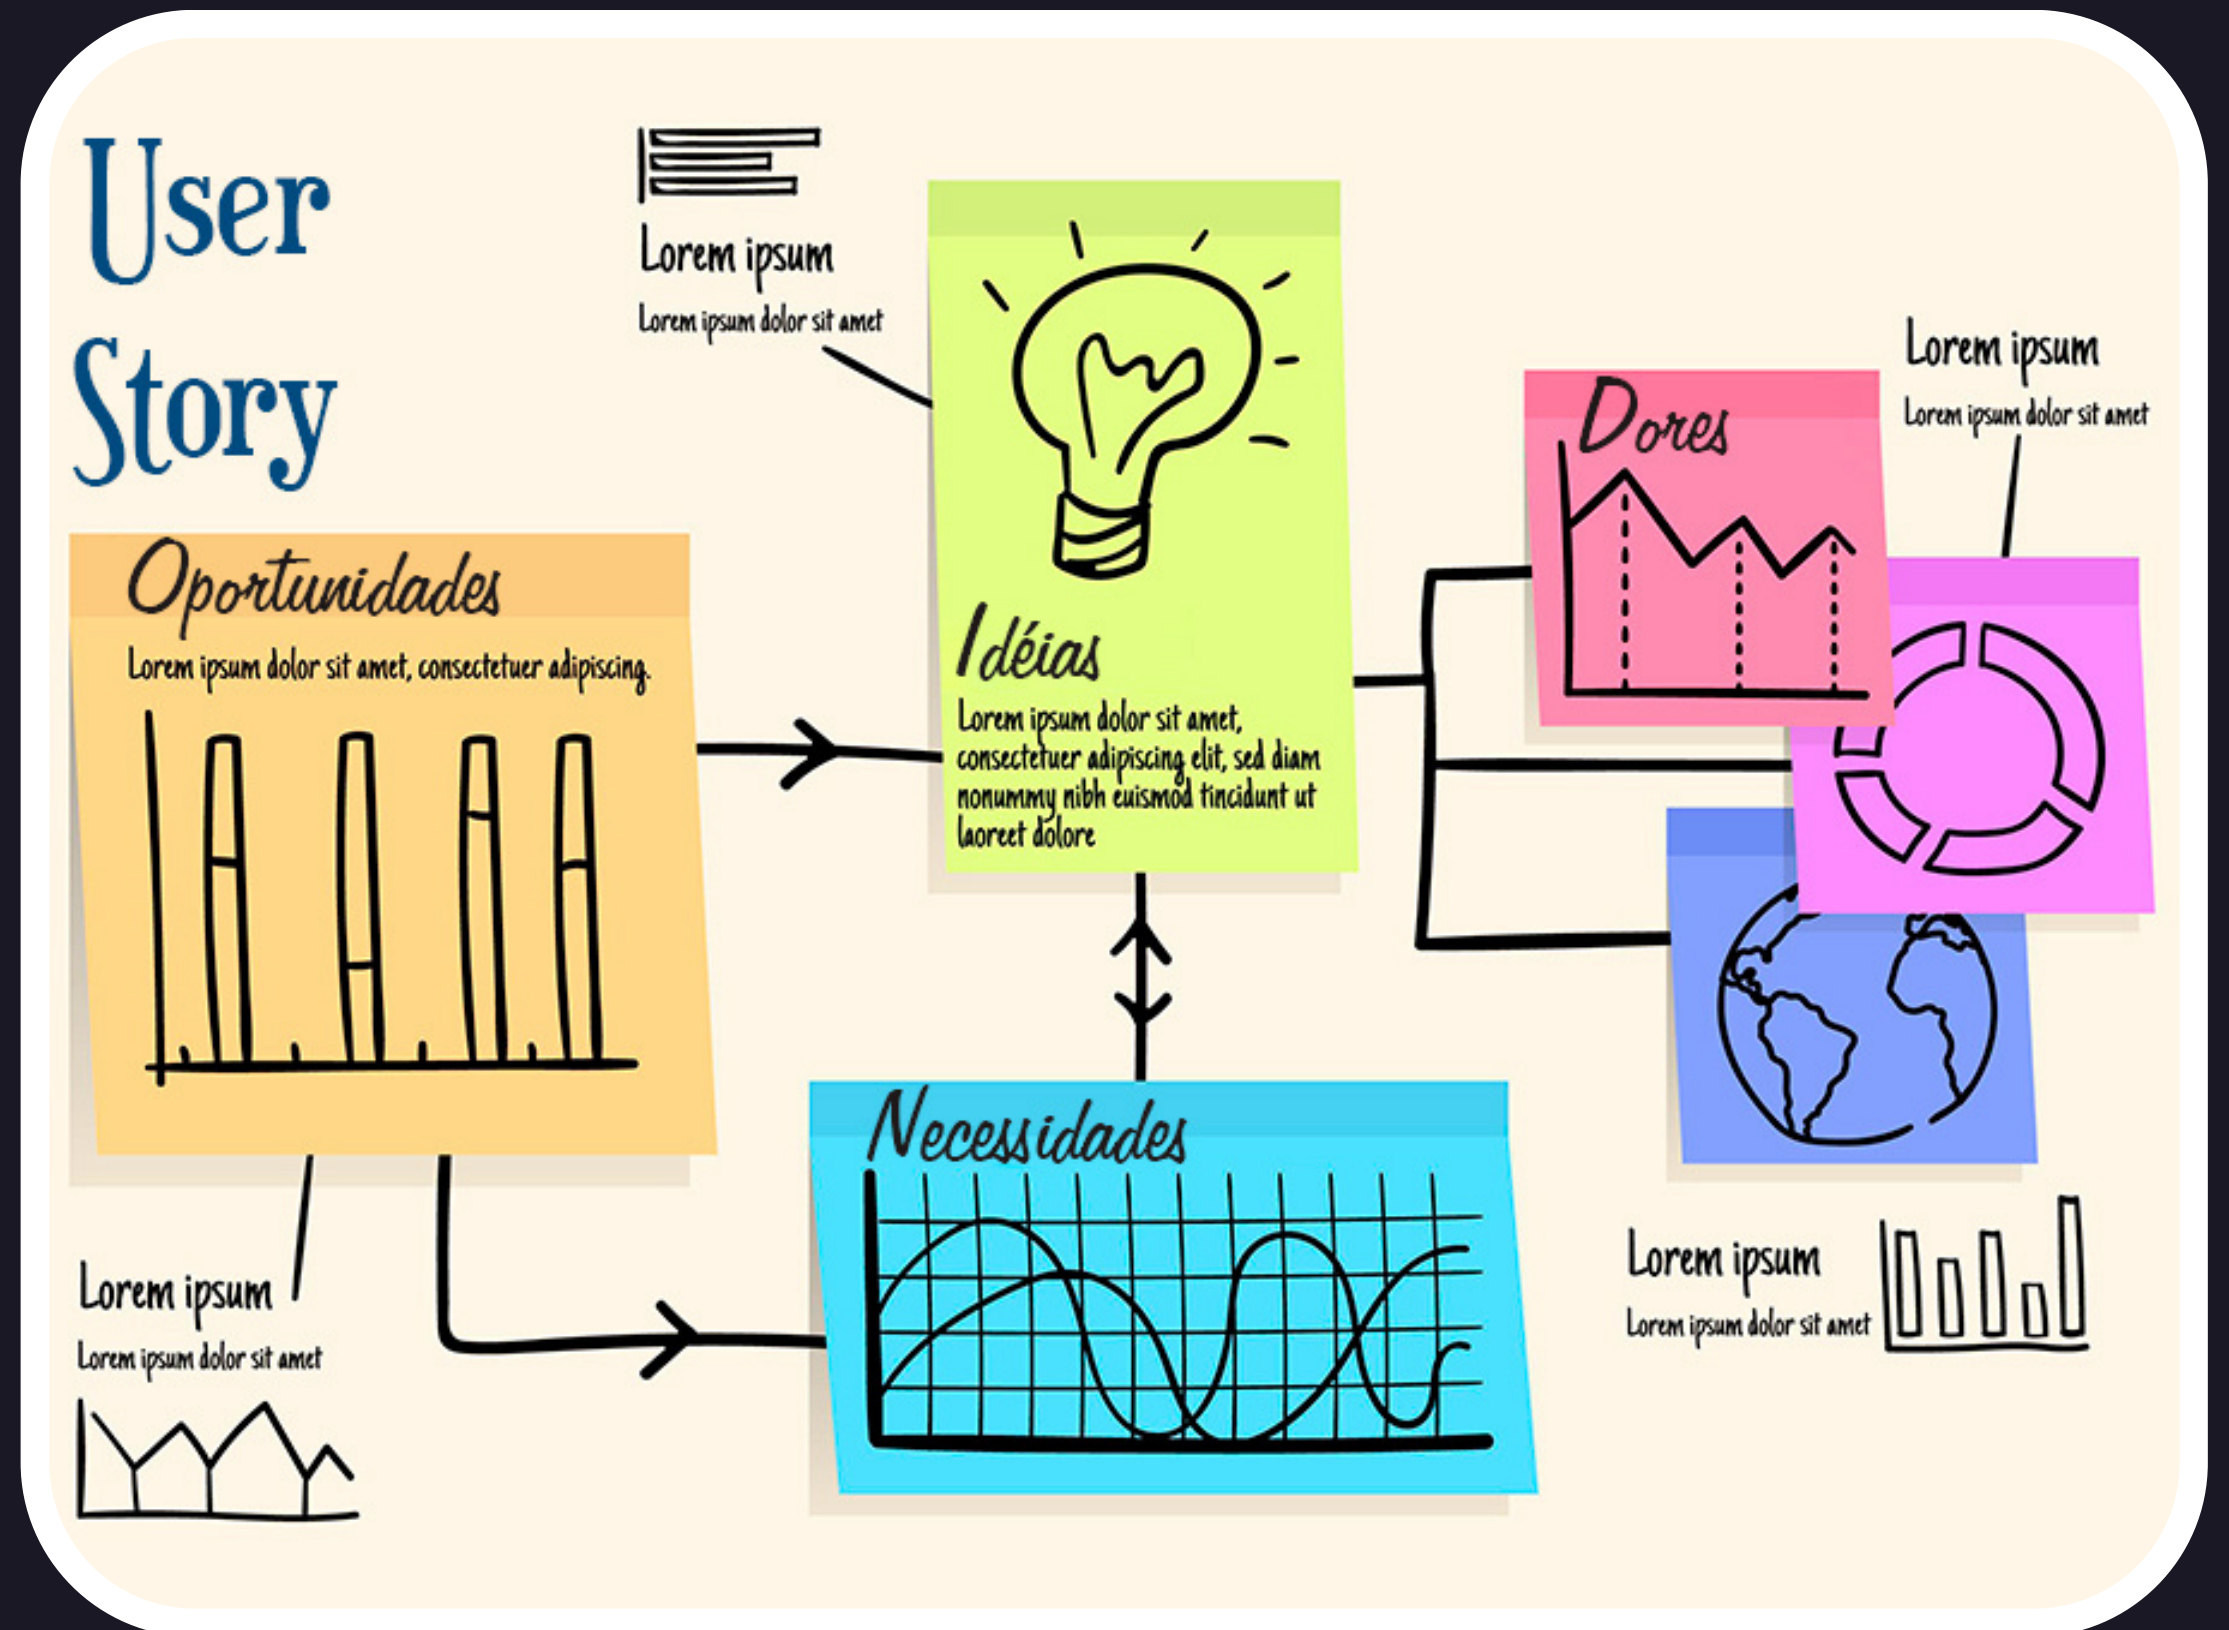 User
Story
Lorem ipsum
Lorem ipsum dolor sit amet
Oportunidades
Lorem ipsum dolor sit amet, consectetuer adipiscing.
Idéias
Lorem ipsum dolor sit amet,
consectetuer adipiscing elit, sed diam
nonummy nibh euismod tincidunt ut
laoreet dolore
Dores
Lorem ipsum
Lorem ipsum dolor sit amet
Necessidades
Lorem ipsum
Lorem ipsum dolor sit amet
Lorem ipsum
Lorem ipsum dolor sit amet